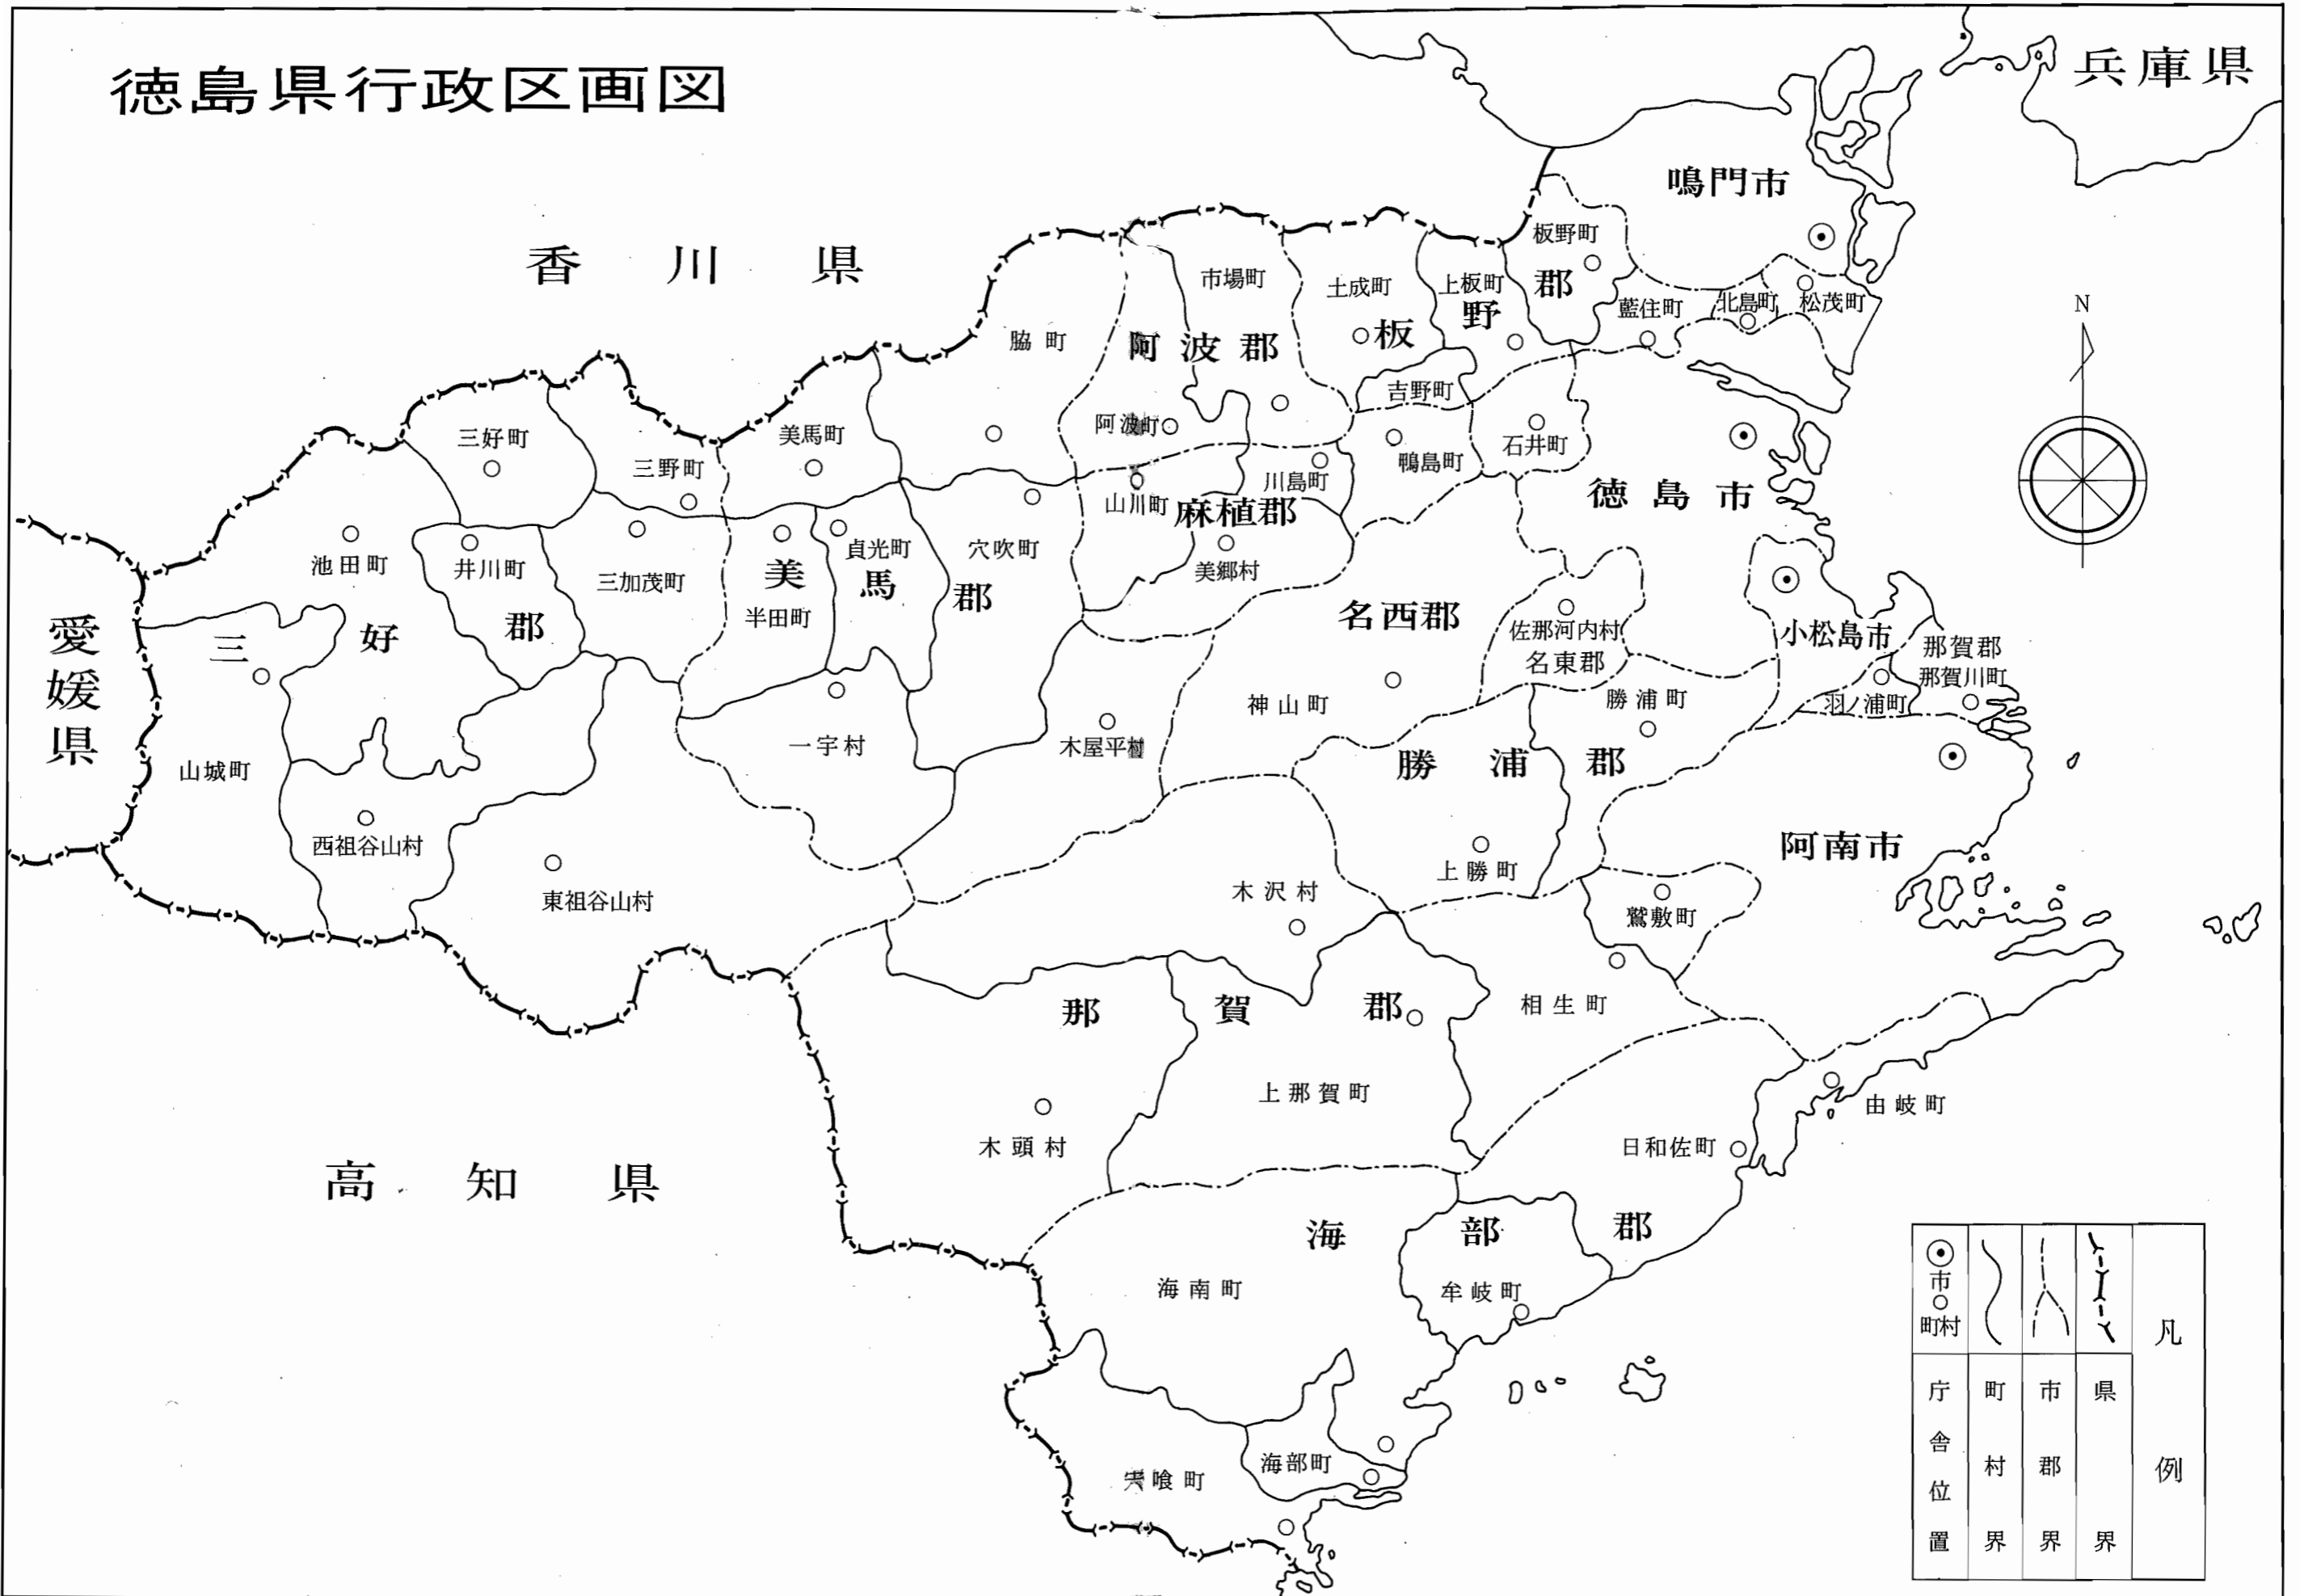 徳島県行政区画図
兵庫県
香川県
愛媛県
高知県
鳴門市
板野町
郡
市場町
土成町
上板町
野
板
藍住町
北島町
松茂町
N
脇町
阿波郡
吉野町
阿波町
三好町
三野町
美馬町
鴨島町
石井町
川島町
山川町
麻植郡
徳島市
池田町
井川町
三加茂町
美
馬
郡
貞光町
穴吹町
半田町
美郷村
名西郡
佐那河内村
名東郡
小松島市
那賀郡
那賀川町
羽ノ浦町
三
好
郡
勝浦町
神山町
一宇村
木屋平村
山城町
勝浦郡
西祖谷山村
東祖谷山村
阿南市
上勝町
木沢村
鷲敷町
那賀郡
相生町
上那賀町
由岐町
木頭村
日和佐町
海部郡
海南町
牟岐町
海部町
宍喰町
凡例
県界
市郡界
町村界
市
町村
庁舎位置